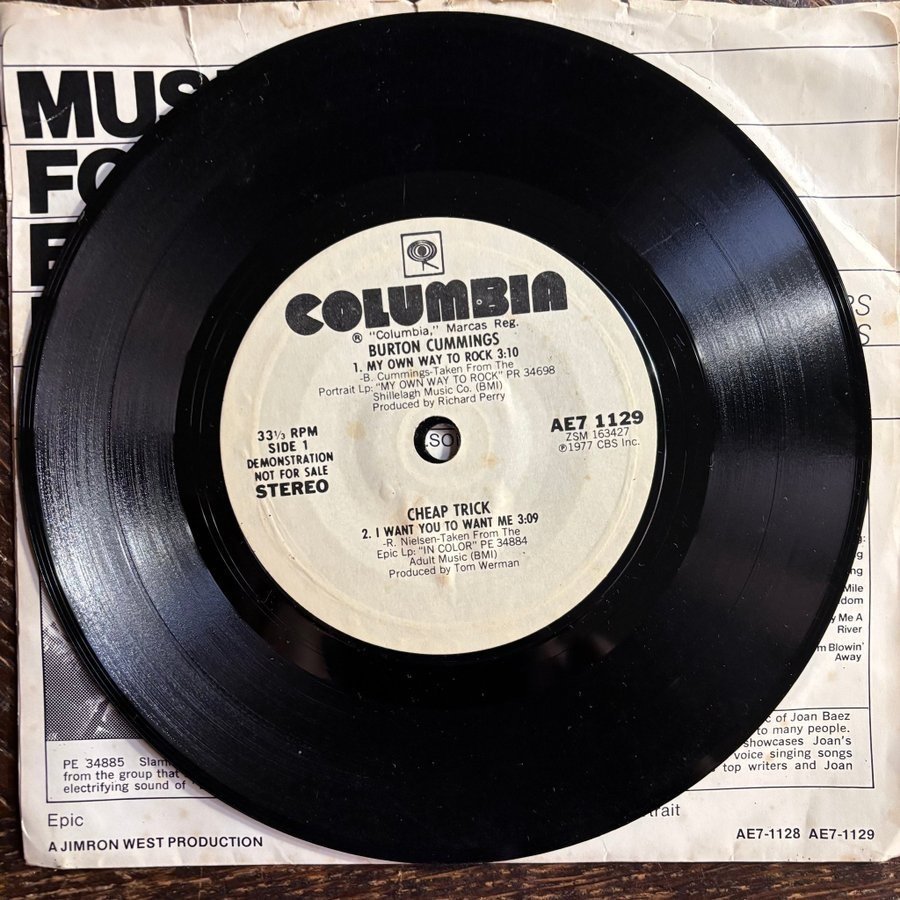 COLUMBIA
® "Columbia," Marcas Reg.
BURTON CUMMINGS
1. MY OWN WAY TO ROCK 3:10
-B. Cummings-Taken From The
Portrait Lp: "MY OWN WAY TO ROCK" PR 34698
Shillelagh Music Co. (BMI)
Produced by Richard Perry
33⅓ RPM
SIDE 1
DEMONSTRATION
NOT FOR SALE
STEREO
AE7 1129
ZSM 163427
℗1977 CBS Inc.
CHEAP TRICK
2. I WANT YOU TO WANT ME 3:09
-R. Nielsen-Taken From The
Epic Lp: "IN COLOR" PE 34884
Adult Music (BMI)
Produced by Tom Werman
Mile
Me A
River
Blowin'
Away
PE 34885
from the group that
electrifying sound of
of Joan Baez
to many people.
showcases Joan's
voice singing songs
top writers and Joan
Epic
A JIMRON WEST PRODUCTION
AE7-1128 AE7-1129